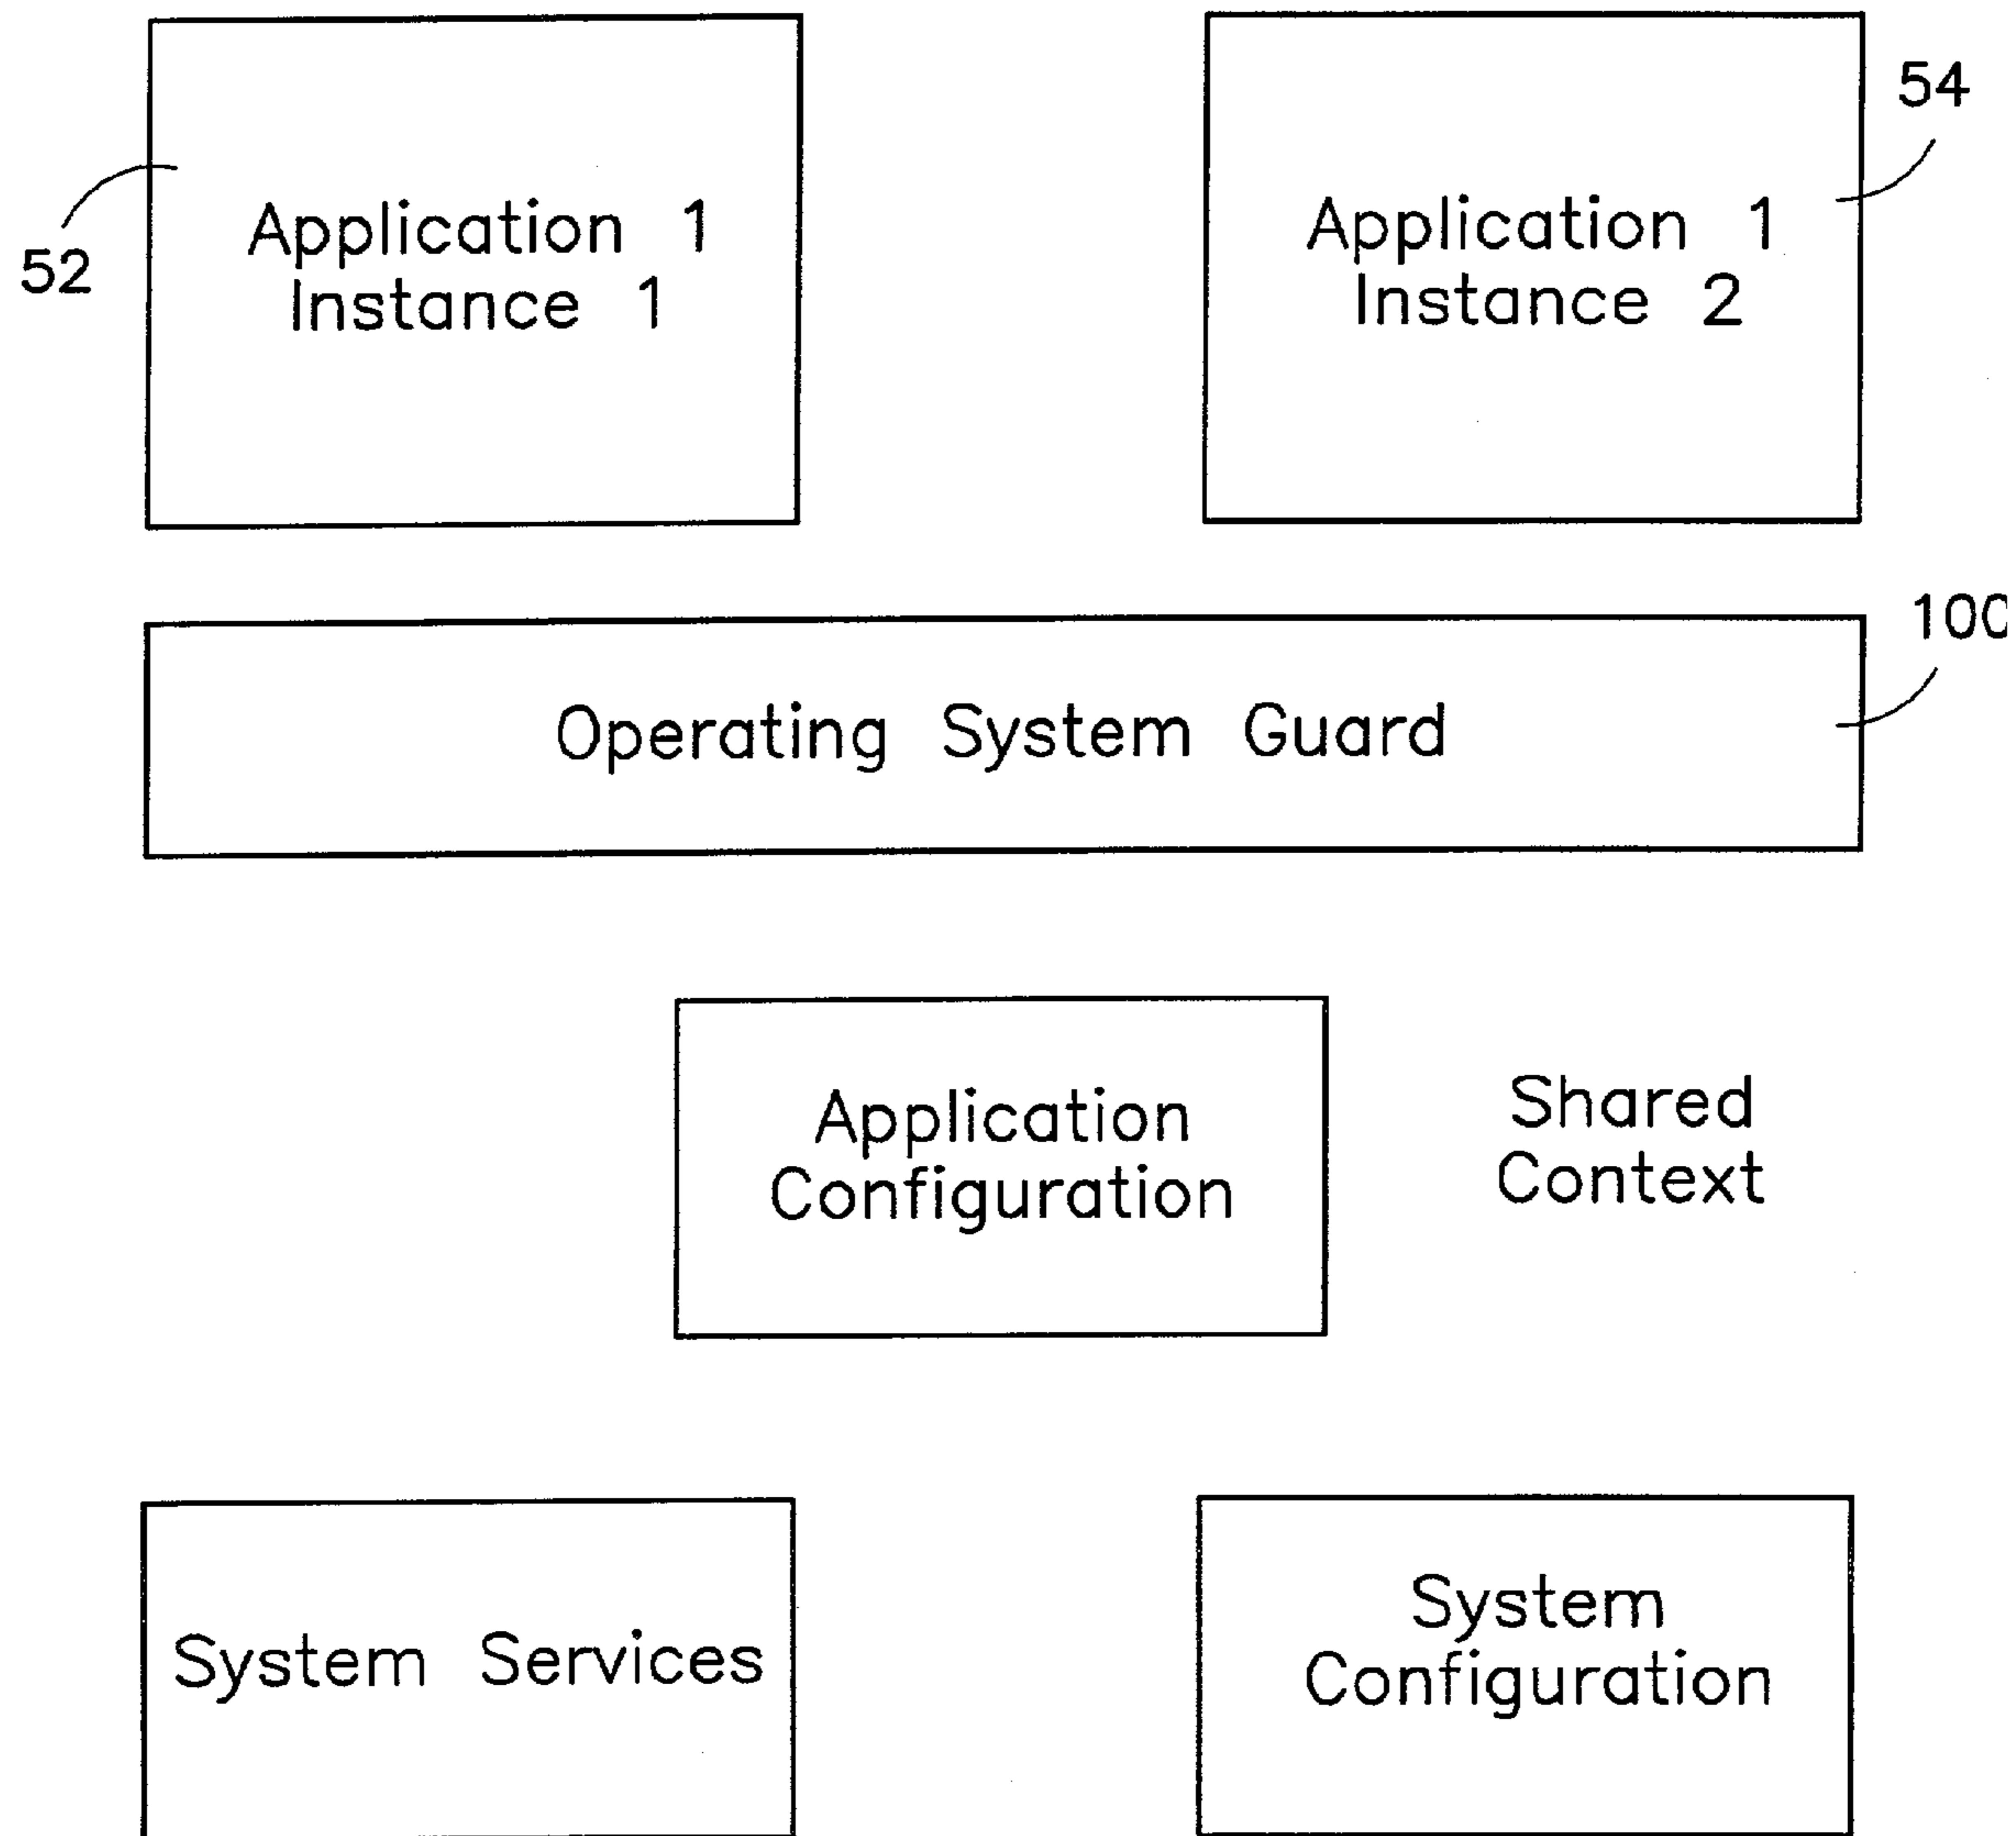 54
Application 1
Instance 1
52
Application 1
Instance 2
100
Operating System Guard
Application
Configuration
Shared
Context
System Services
System
Configuration